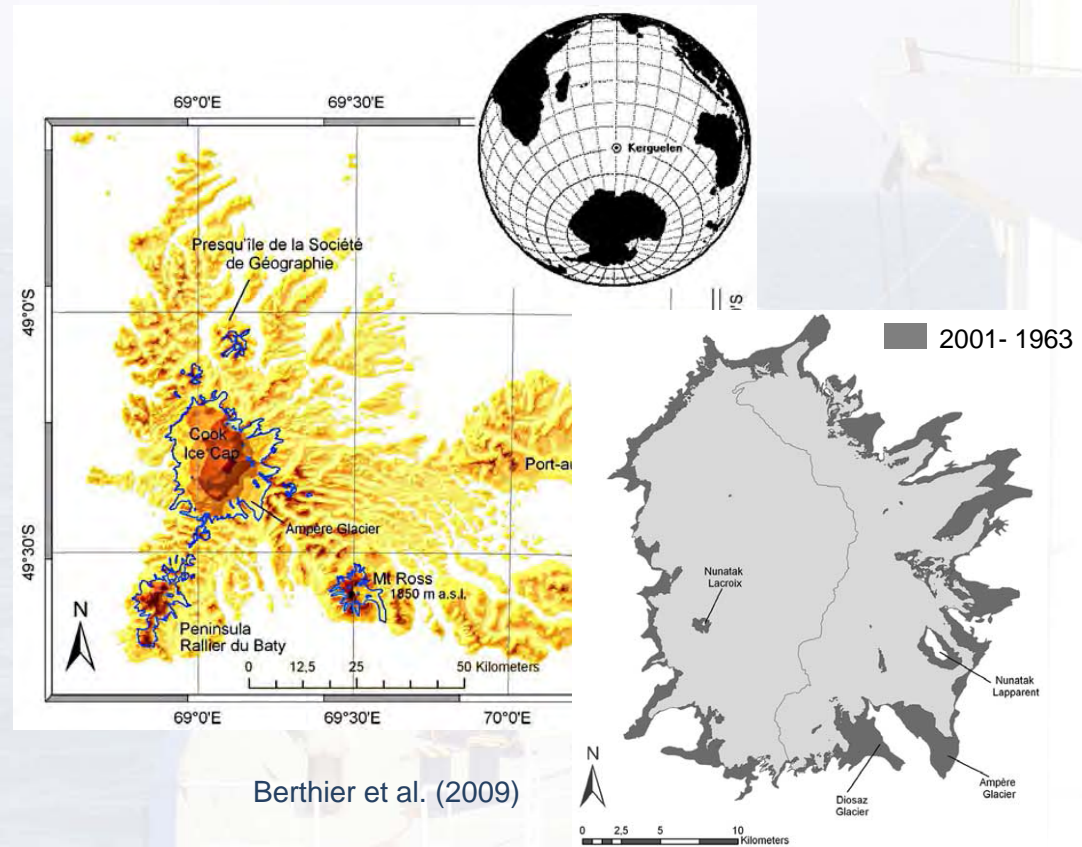 69°0'E
69°30'E
Kerguelen
Presqu'île de la Société
de Géographie
49°0'S
0'S
Cook
Ice Cap
Port-au
Ampère Glacier
49°30'S
Mt Ross
1850 m a.s.l.
N
Peninsula
Rallier du Baty
0 12,5 25 50 Kilometers
69°0'E
69°30'E
70°0'E
2001- 1963
Nunatak
Lacroix
Nunatak
Lapparent
Ampère
Glacier
Diosaz
Glacier
N
0 2,5 5 10
Kilometers
Berthier et al. (2009)